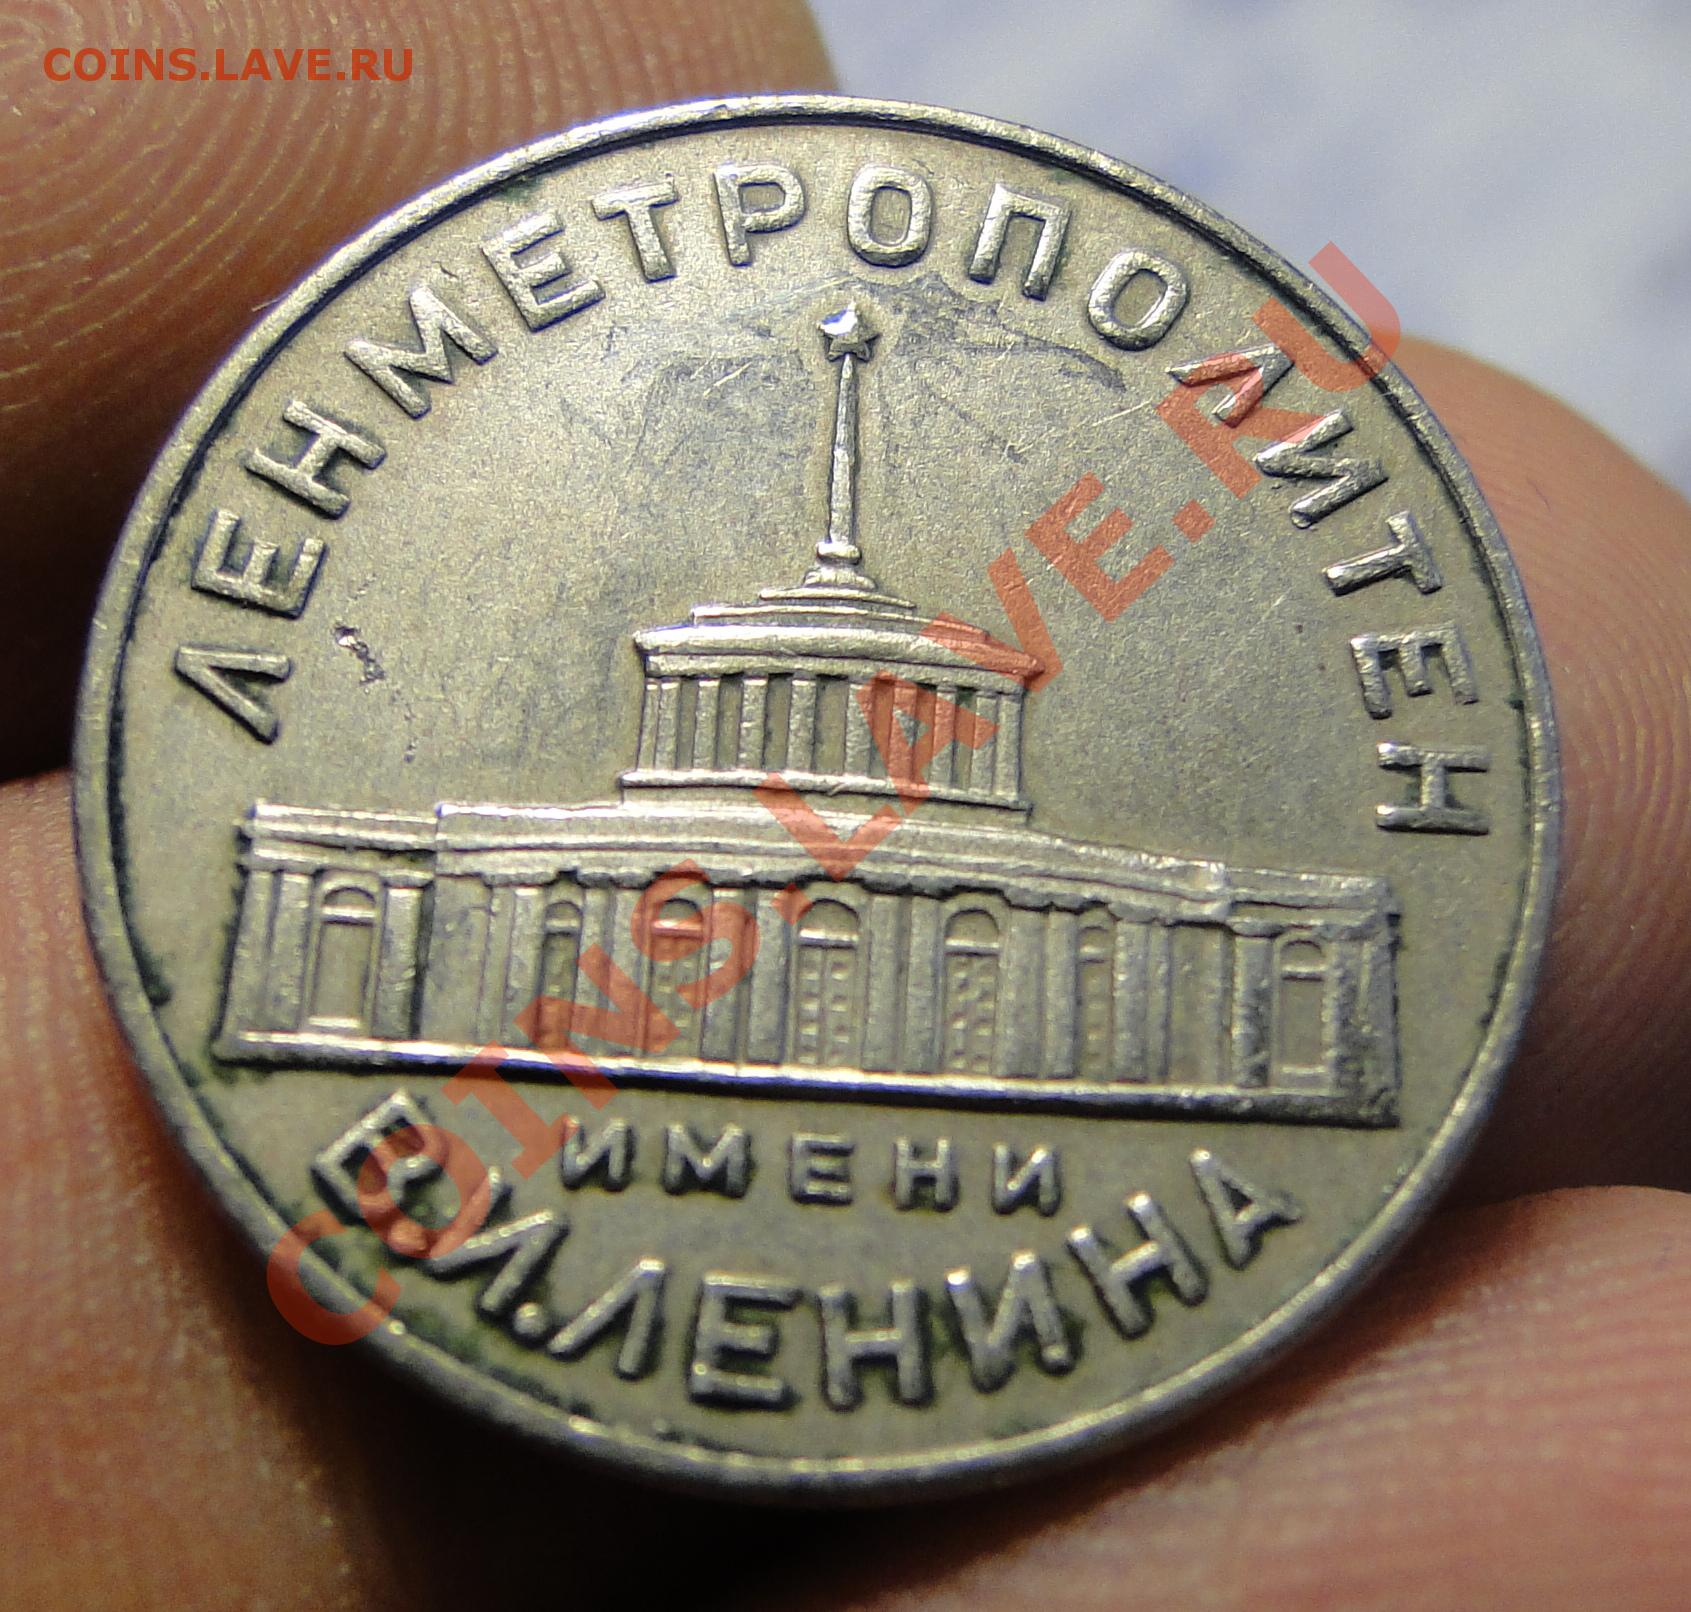 COINS.LAVE.RU
ЛЕНМЕТРОПОЛИТЕН
ИМЕНИ
В.И.ЛЕНИНА
COINS.LAVE.RU